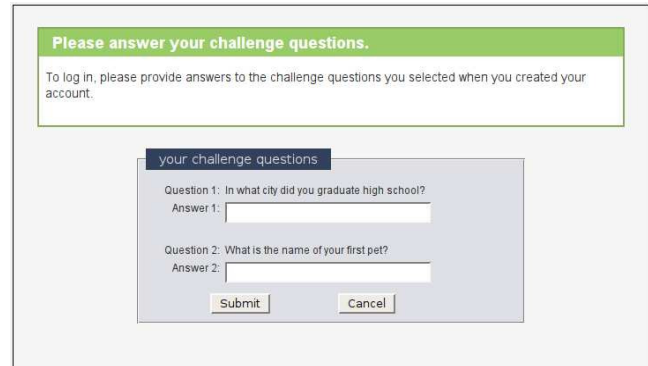 Please answer your challenge questions.
To log in, please provide answers to the challenge questions you selected when you created your
account.
your challenge questions
Question 1: In what city did you graduate high school?
Answer 1:
Question 2: What is the name of your first pet?
Answer 2:
Submit Cancel